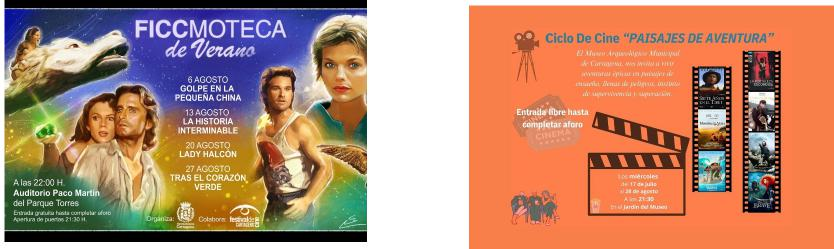 FICCMOTECA
de Verano
6 AGOSTO
GOLPE EN LA
PEQUEÑA CHINA
13 AGOSTO
LA HISTORIA
INTERMINABLE
20 AGOSTO
LADY HALCÓN
27 AGOSTO
TRAS EL CORAZÓN
VERDE
A las 22:00 H.
Auditorio Paco Martín
del Parque Torres
Entrada gratuita hasta completar aforo
Apertura de puertas 21:30 H.
Organiza:
Colabora:
Ciclo De Cine "PAISAJES DE AVENTURA"
El Museo Arqueológico Municipal
de Cartagena, nos invita a vivir
aventuras épicas en paisajes de
ensueño, llenas de peligros, instinto
de supervivencia y superación.
Entrada libre hasta
completar aforo
CINEMA
Los miércoles
del 17 de julio
al 28 de agosto
A las 21:30
En el Jardín del Museo